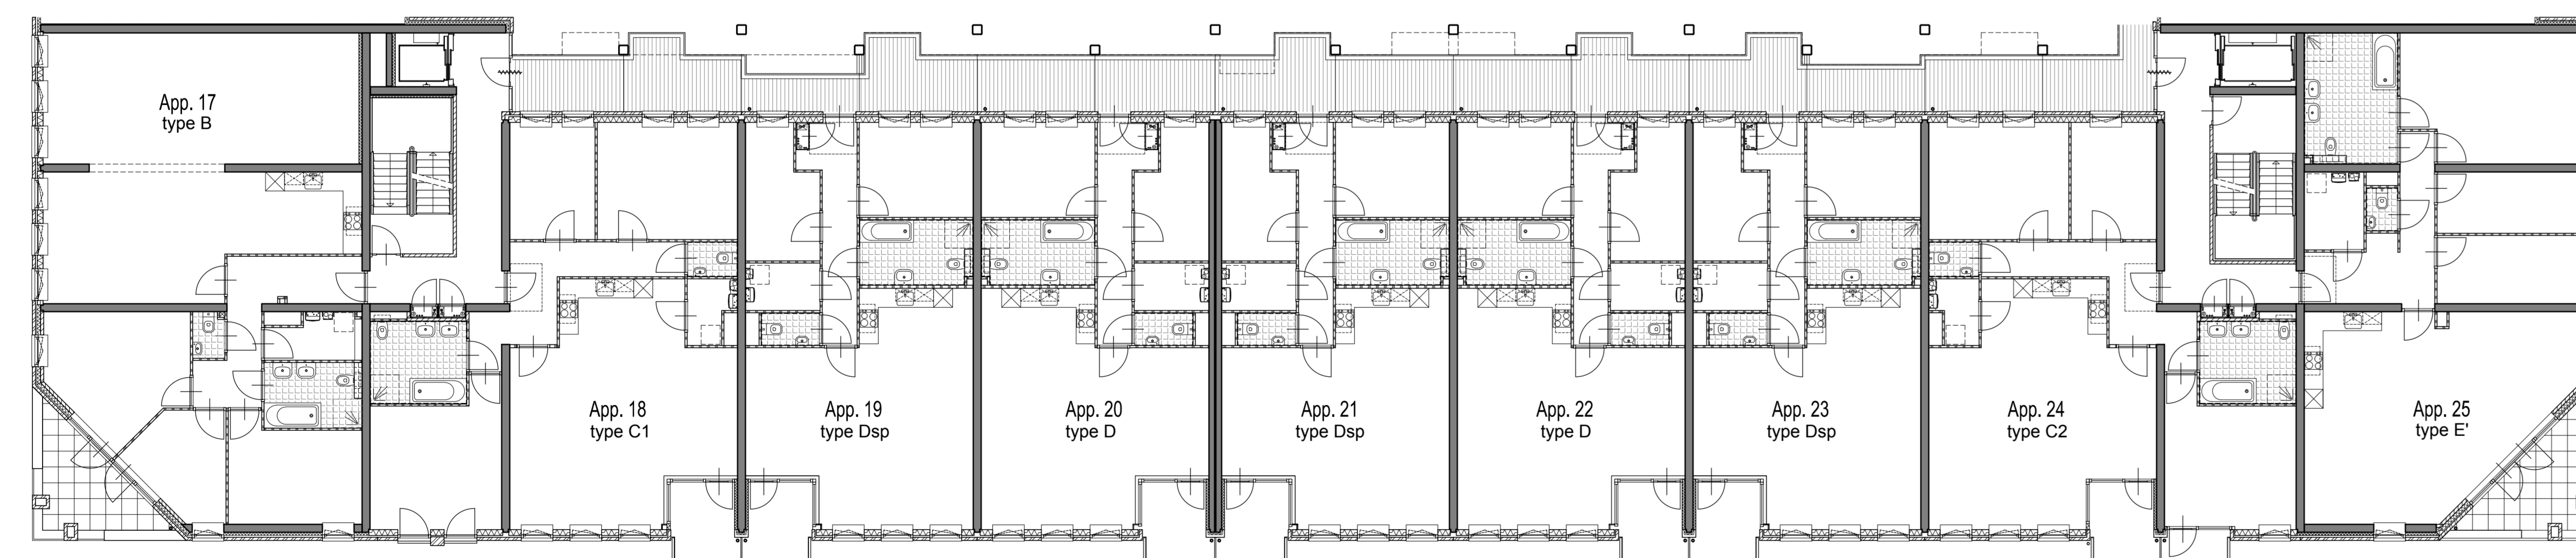 App. 17
type B
App. 18
type C1
App. 19
type Dsp
App. 20
type D
App. 21
type Dsp
App. 22
type D
App. 23
type Dsp
App. 24
type C2
App. 25
type E'